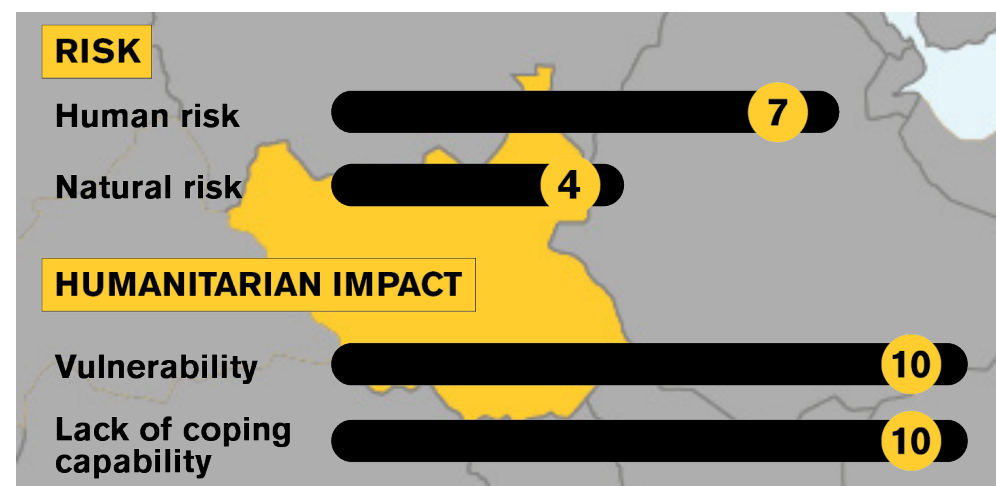 RISK
Human risk
7
Natural risk
4
HUMANITARIAN IMPACT
Vulnerability
10
Lack of coping
capability
10